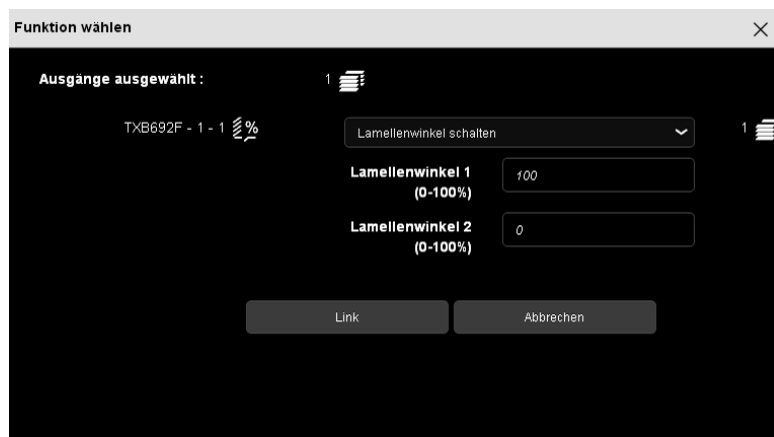 Funktion wählen
Ausgänge ausgewählt : 1
TXB692F - 1 - 1 % Lamellenwinkel schalten 1
Lamellenwinkel 1 100
(0-100%)
Lamellenwinkel 2 0
(0-100%)
Link Abbrechen